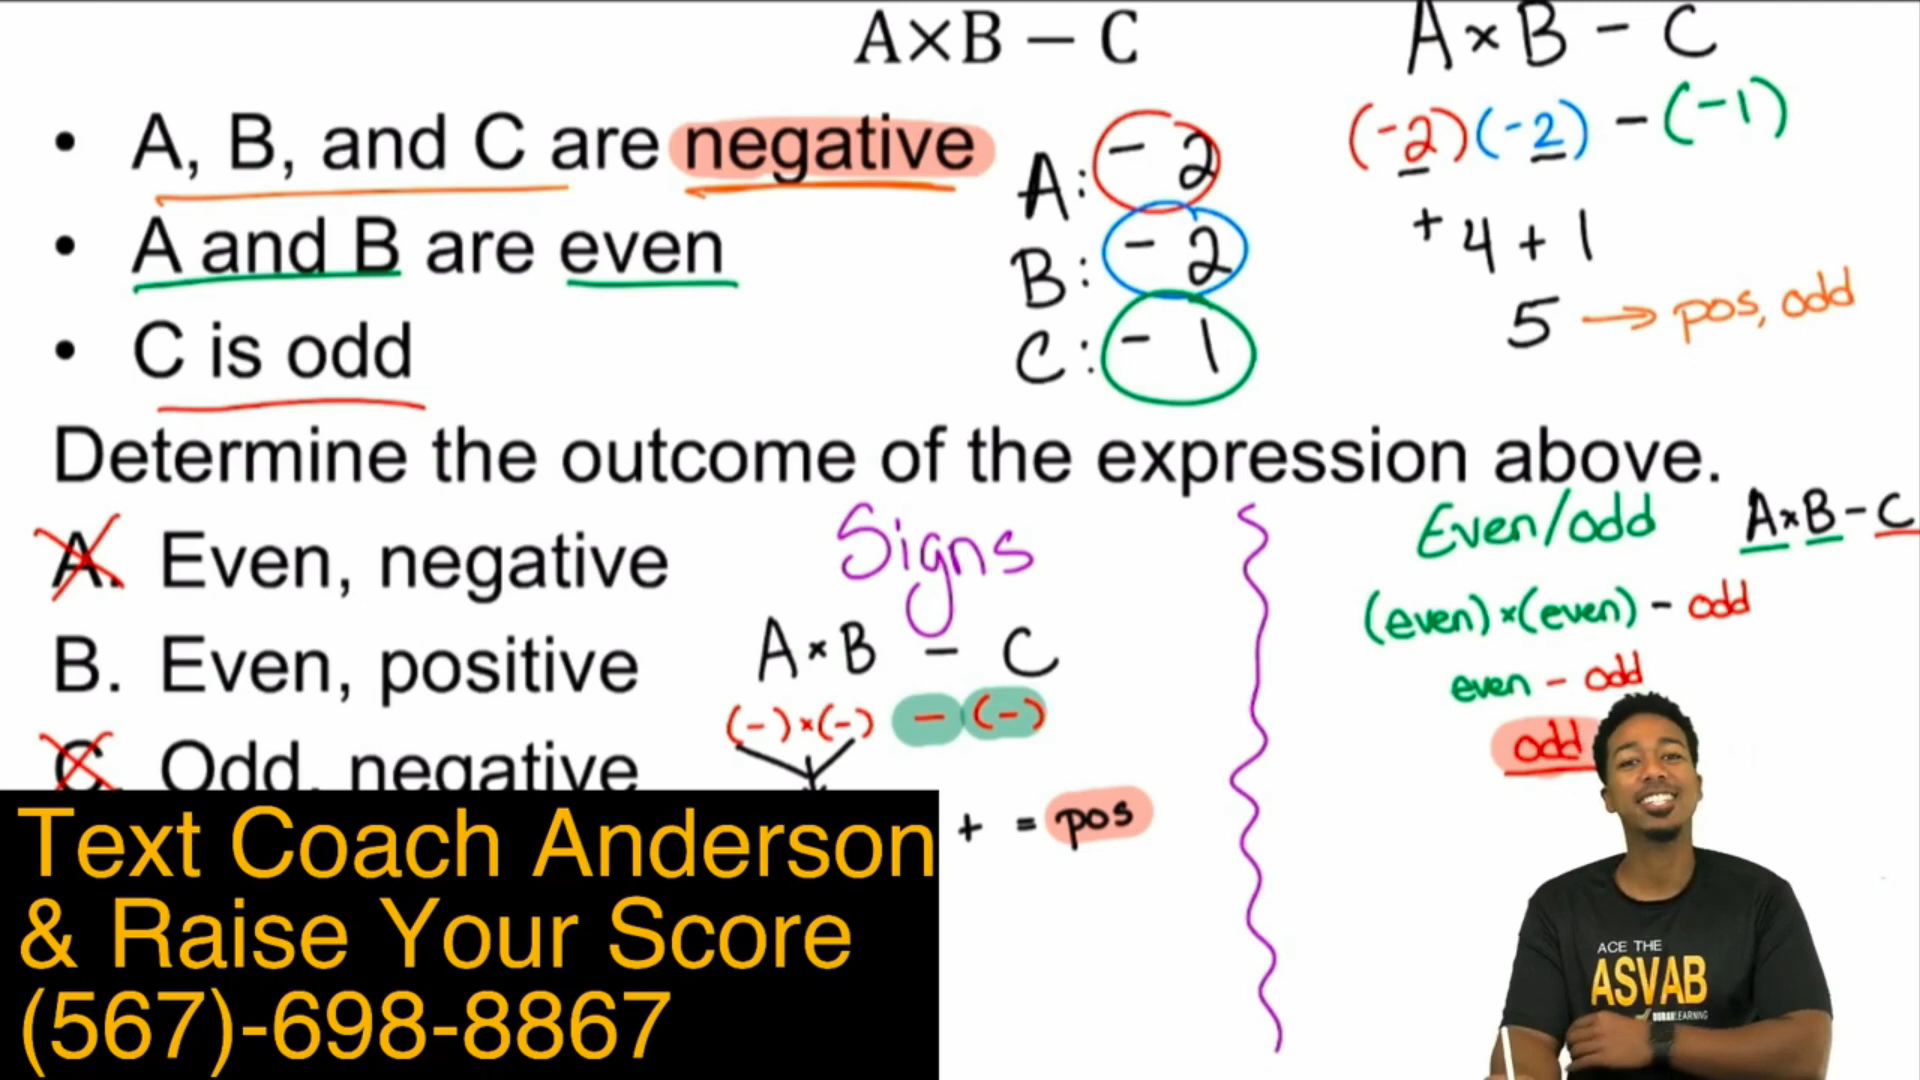 A×B − C
A×B - C
• A, B, and C are negative
A: -2
(-2)(-2) - (-1)
• A and B are even
B: -2
+4 + 1
• C is odd
C: -1
5 → pos, odd
Determine the outcome of the expression above.
A. Even, negative
B. Even, positive
C. Odd, negative
Signs
A×B - C
(-)×(-) - (-)
+ = pos
Even/odd
A×B - C
(even)×(even) - odd
even - odd
odd
Text Coach Anderson
& Raise Your Score
(567)-698-8867
ACE THE
ASVAB